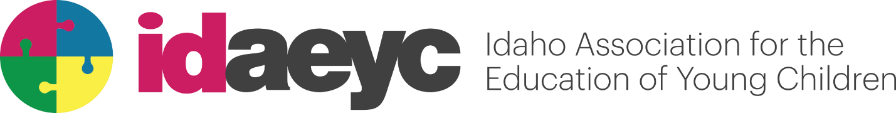 idaeyc
Idaho Association for the
Education of Young Children